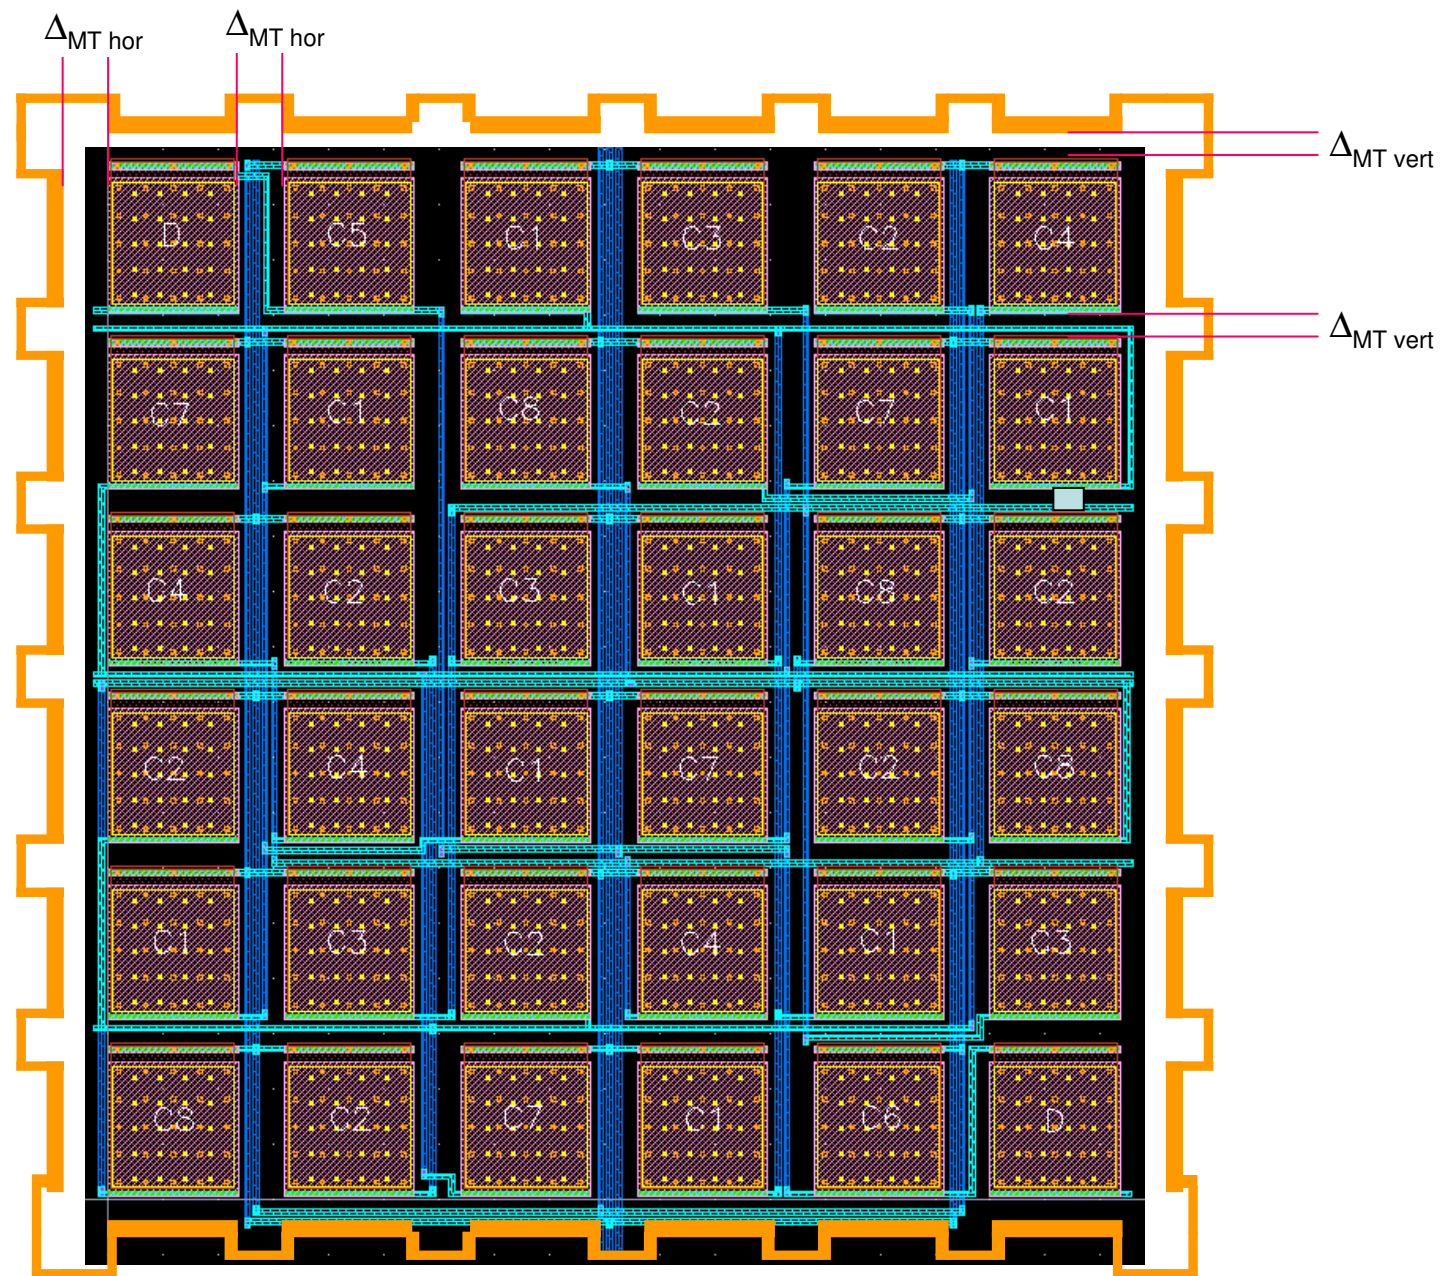 ΔMT hor
ΔMT hor
ΔMT vert
ΔMT vert
D C5 C1 C3 C2 C4
C7 C1 C6 C2 C7 C1
C4 C2 C3 C1 C8 C2
C2 C4 C1 C7 C2 C8
C1 C3 C2 C4 C1 C3
C8 C2 C7 C1 C6 D